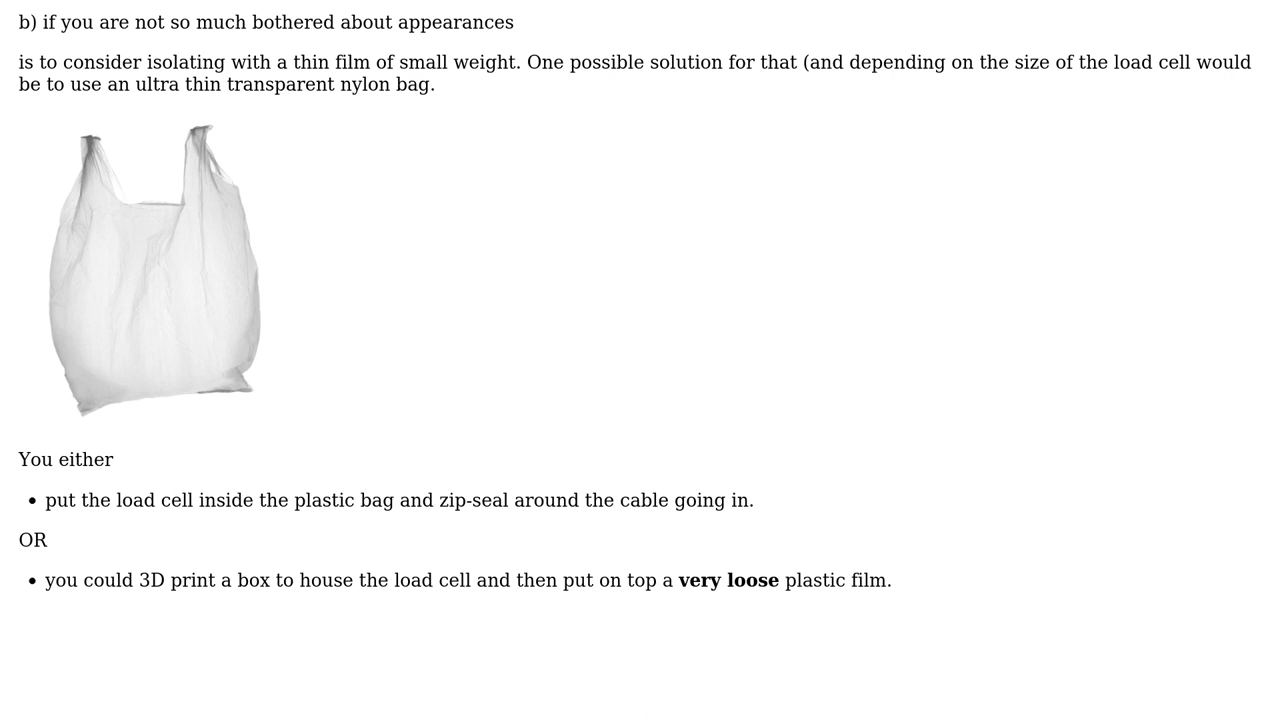 b) if you are not so much bothered about appearances
is to consider isolating with a thin film of small weight. One possible solution for that (and depending on the size of the load cell would
be to use an ultra thin transparent nylon bag.
You either
• put the load cell inside the plastic bag and zip-seal around the cable going in.
OR
• you could 3D print a box to house the load cell and then put on top a very loose plastic film.